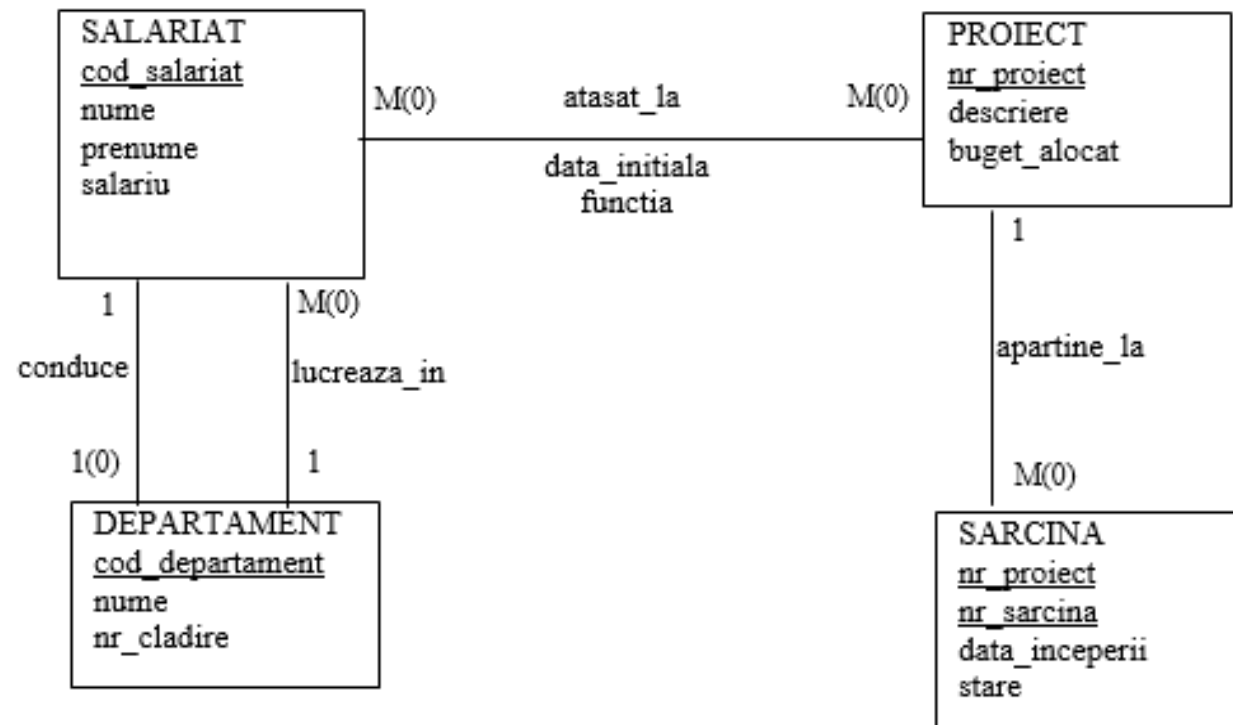 SALARIAT
cod_salariat
nume
prenume
salariu
M(0)
atasat_la
M(0)
data_initiala
functia
PROIECT
nr_proiect
descriere
buget_alocat
1
conduce
1(0)
M(0)
lucreaza_in
1
1
apartine_la
M(0)
DEPARTAMENT
cod_departament
nume
nr_cladire
SARCINA
nr_proiect
nr_sarcina
data_inceperii
stare